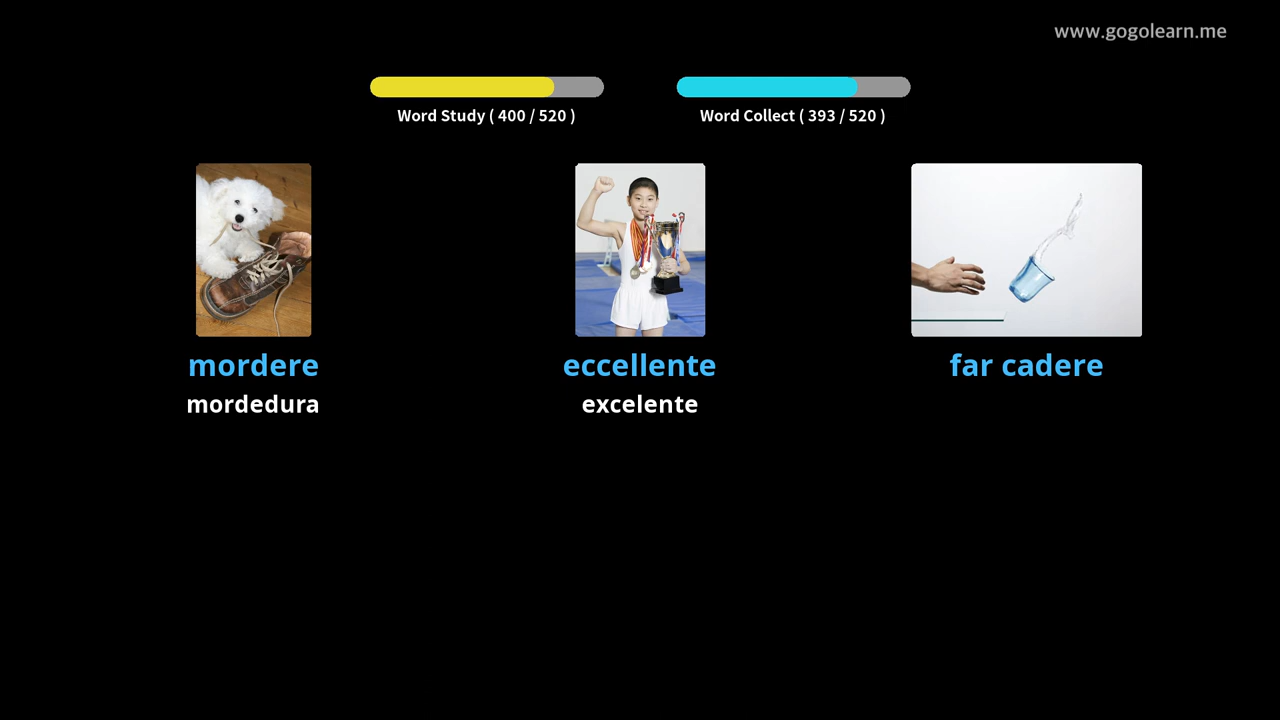 www.gogolearn.me
Word Study ( 400 / 520 )
Word Collect ( 393 / 520 )
mordere
mordedura
eccellente
excelente
far cadere